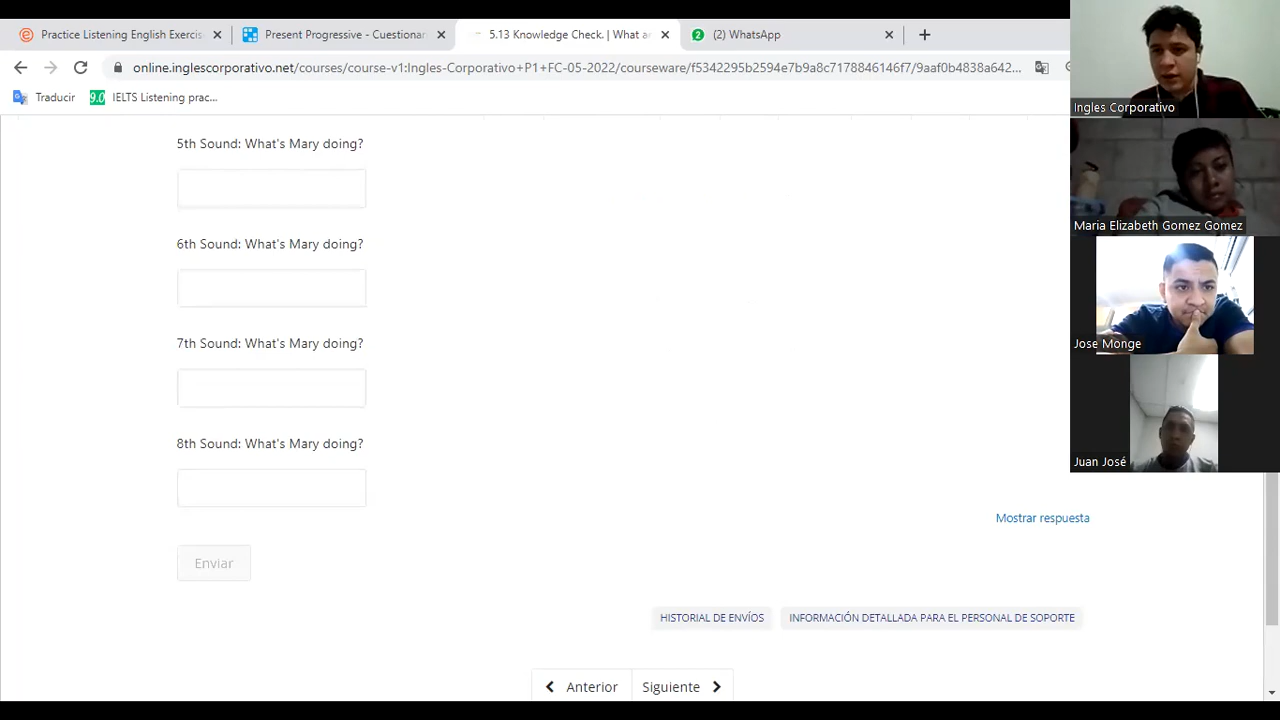 Practice Listening English Exercis
Present Progressive - Cuestionar
5.13 Knowledge Check. | What ar
2
(2) WhatsApp
online.inglescorporativo.net/courses/course-v1:Ingles-Corporativo+P1+FC-05-2022/courseware/f5342295b2594e7b9a8c7178846146f7/9aaf0b4838a642...
Traducir
9.0 IELTS Listening prac...
5th Sound: What's Mary doing?
6th Sound: What's Mary doing?
7th Sound: What's Mary doing?
8th Sound: What's Mary doing?
Mostrar respuesta
Enviar
HISTORIAL DE ENVÍOS
INFORMACIÓN DETALLADA PARA EL PERSONAL DE SOPORTE
Anterior
Siguiente
Ingles Corporativo
Maria Elizabeth Gomez Gomez
Jose Monge
Juan José